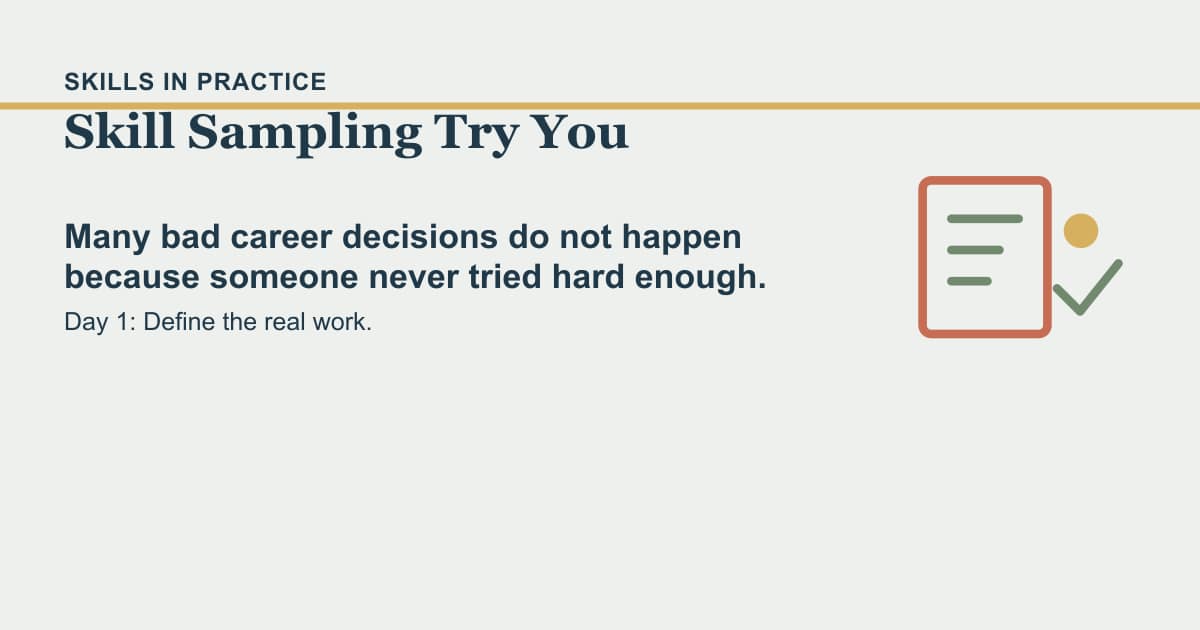 SKILLS IN PRACTICE
Skill Sampling Try You
Many bad career decisions do not happen
because someone never tried hard enough.
Day 1: Define the real work.